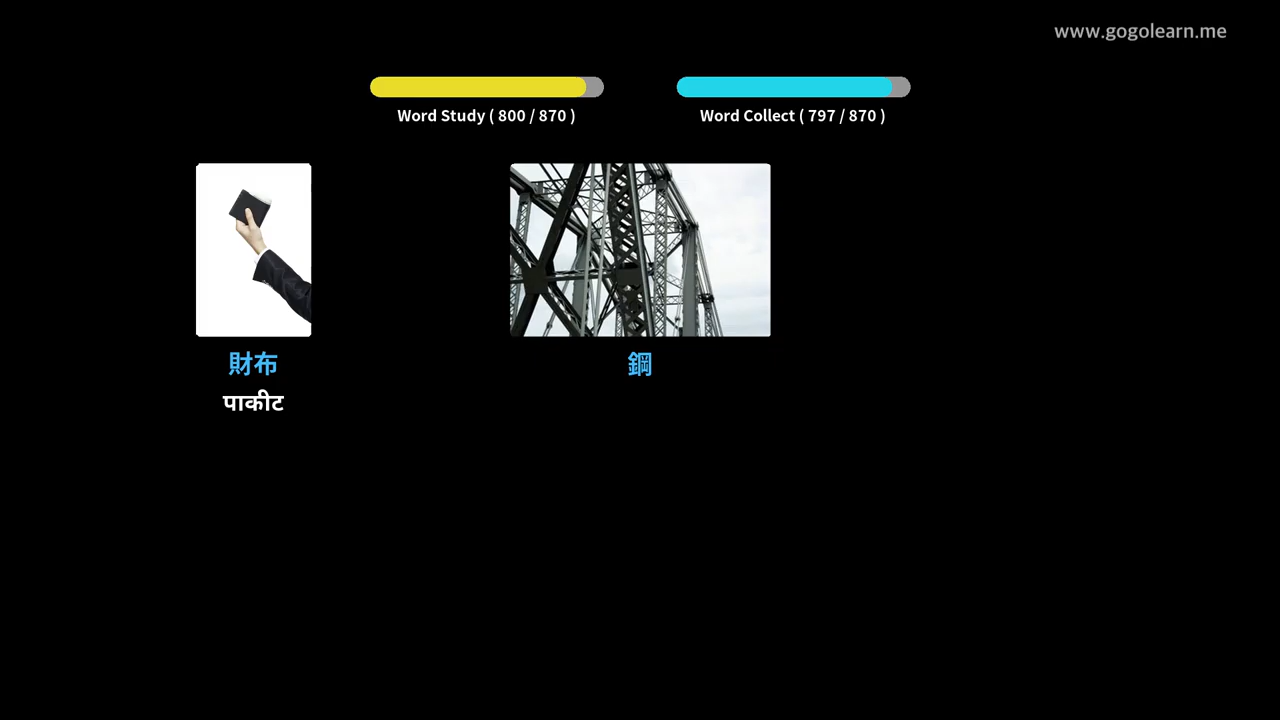 www.gogolearn.me
Word Study ( 800 / 870 )
Word Collect ( 797 / 870 )
財布
鋼
पाकीट